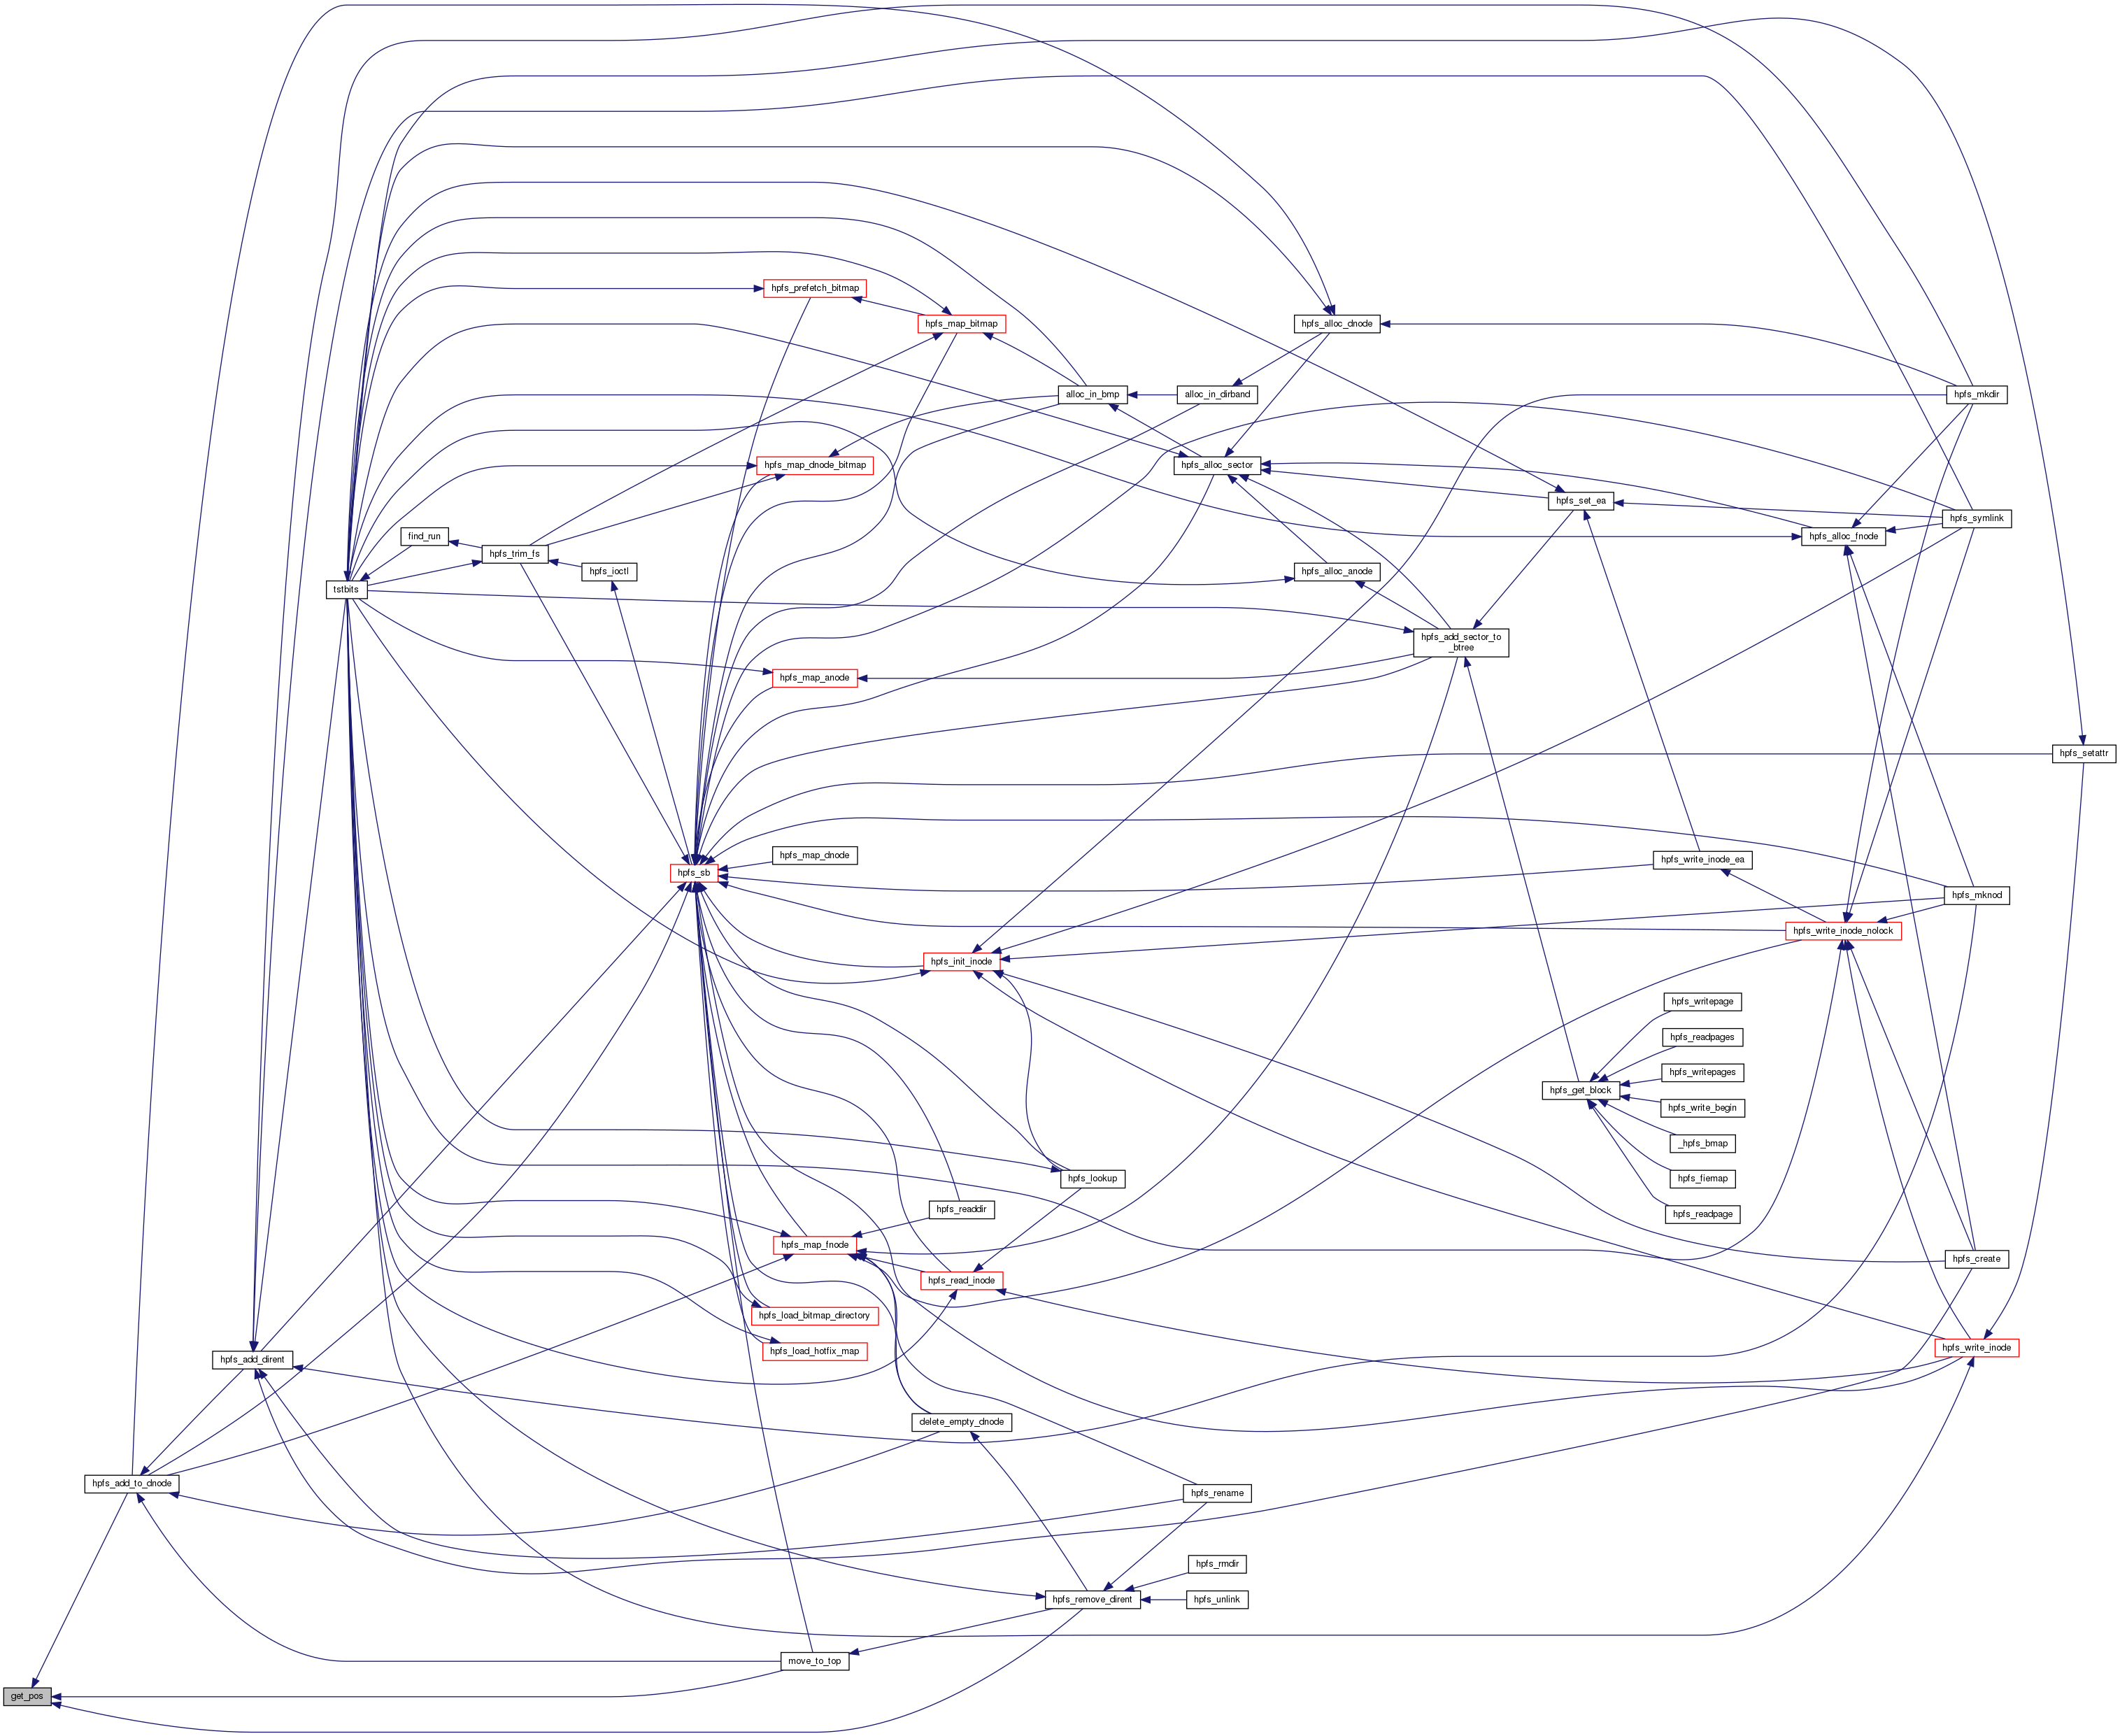 hpfs_prefetch_bitmap
hpfs_map_bitmap
hpfs_alloc_dnode
alloc_in_bmp
alloc_in_dirband
hpfs_mkdir
hpfs_map_dnode_bitmap
hpfs_alloc_sector
hpfs_set_ea
hpfs_symlink
find_run
hpfs_alloc_fnode
hpfs_trim_fs
hpfs_ioctl
hpfs_alloc_anode
tstbits
hpfs_add_sector_to
_btree
hpfs_map_anode
hpfs_setattr
hpfs_map_dnode
hpfs_write_inode_ea
hpfs_sb
hpfs_mknod
hpfs_write_inode_nolock
hpfs_init_inode
hpfs_writepage
hpfs_readpages
hpfs_writepages
hpfs_get_block
hpfs_write_begin
_hpfs_bmap
hpfs_lookup
hpfs_fiemap
hpfs_readdir
hpfs_readpage
hpfs_map_fnode
hpfs_create
hpfs_read_inode
hpfs_load_bitmap_directory
hpfs_load_hotfix_map
hpfs_write_inode
hpfs_add_dirent
delete_empty_dnode
hpfs_add_to_dnode
hpfs_rename
hpfs_rmdir
hpfs_remove_dirent
hpfs_unlink
move_to_top
get_pos